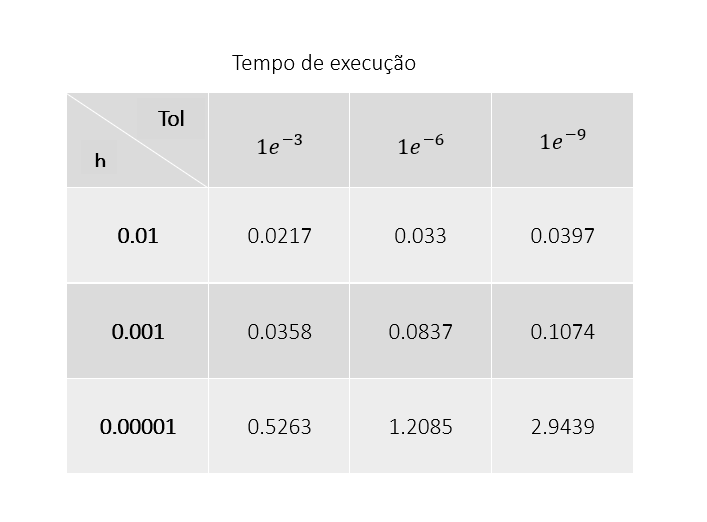 Tempo de execução
Tol
h
1e⁻³ 1e⁻⁶ 1e⁻⁹
0.01 0.0217 0.033 0.0397
0.001 0.0358 0.0837 0.1074
0.00001 0.5263 1.2085 2.9439